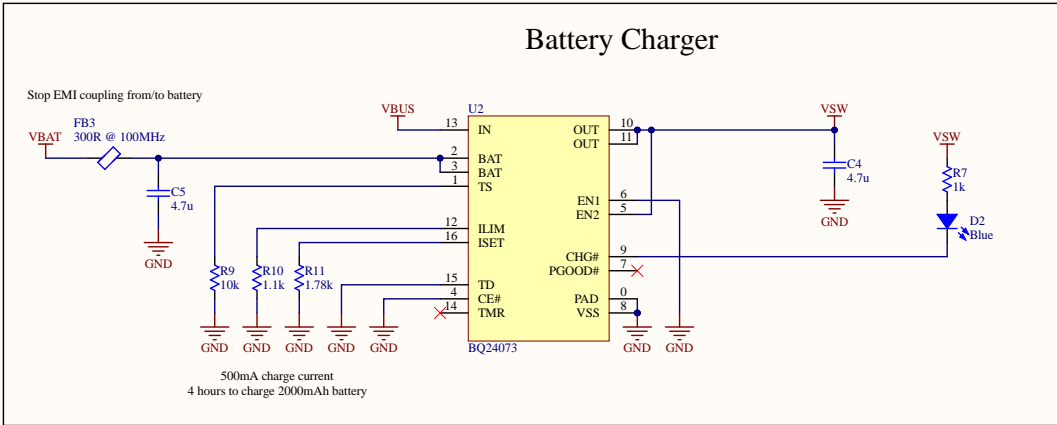 Battery Charger
Stop EMI coupling from/to battery
FB3
300R @ 100MHz
VBAT
C5
4.7u
GND
VBUS
U2
13 IN
2 BAT
3 BAT
1 TS
12 ILIM
16 ISET
15 TD
4 CE#
14 TMR
OUT 10
OUT 11
EN1 6
EN2 5
CHG# 9
PGOOD# 7
PAD 0
VSS 8
BQ24073
R9
10k
R10
1.1k
R11
1.78k
GND GND GND GND GND
GND GND
VSW
C4
4.7u
GND
VSW
R7
1k
D2
Blue
500mA charge current
4 hours to charge 2000mAh battery